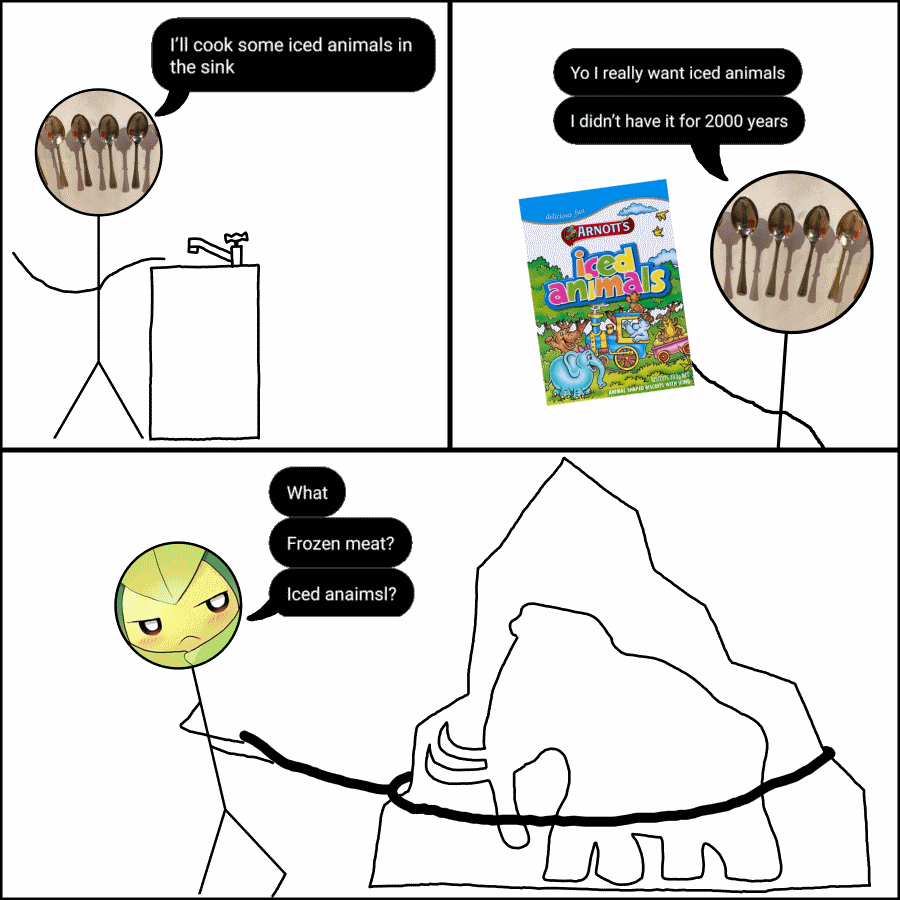 I'll cook some iced animals in
the sink
Yo I really want iced animals
I didn't have it for 2000 years
delicious fun
ARNOTT'S
iced
animals
ANIMAL SHAPED BISCUITS WITH ICING
What
Frozen meat?
Iced anaimsl?